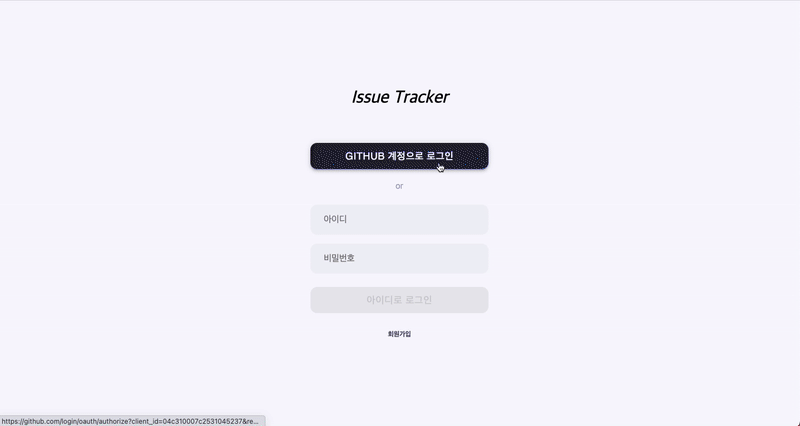 Issue Tracker
GITHUB 계정으로 로그인
or
아이디
비밀번호
아이디로 로그인
회원가입
https://github.com/login/oauth/authorize?client_id=04c310007c2531045237&re...